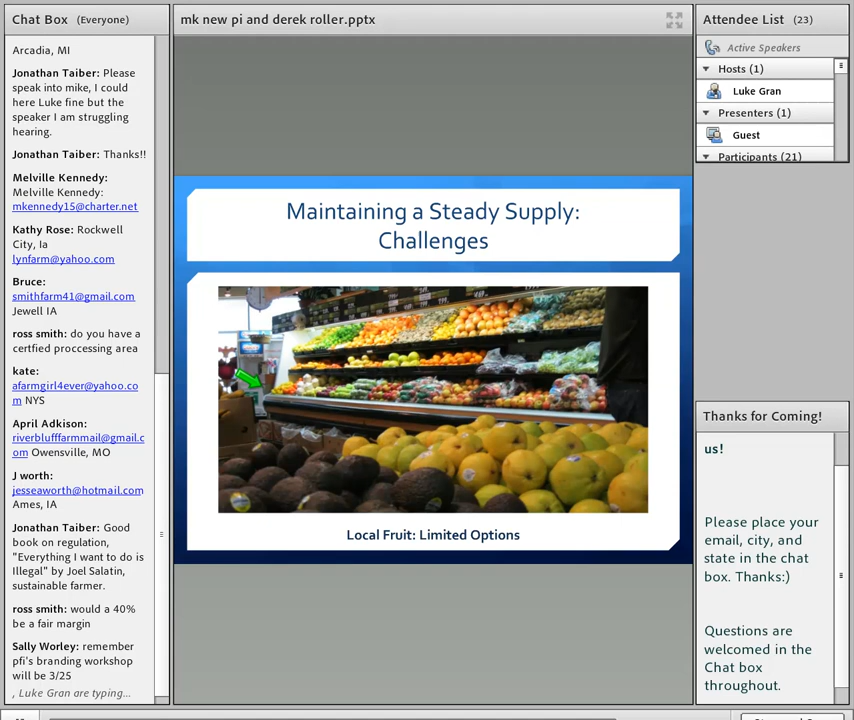 Chat Box (Everyone)
Arcadia, MI
Jonathan Taiber: Please
speak into mike, I could
here Luke fine but the
speaker I am struggling
hearing.
Jonathan Taiber: Thanks!!
Melville Kennedy:
Melville Kennedy:
mkennedy15@charter.net
Kathy Rose: Rockwell
City, Ia
lynfarm@yahoo.com
Bruce:
smithfarm41@gmail.com
Jewell IA
ross smith: do you have a
certfied proccessing area
kate:
afarmgirl4ever@yahoo.co
m NYS
April Adkison:
riverblufffarmmail@gmail.c
om Owensville, MO
J worth:
jesseaworth@hotmail.com
Ames, IA
Jonathan Taiber: Good
book on regulation,
"Everything I want to do is
Illegal" by Joel Salatin,
sustainable farmer.
ross smith: would a 40%
be a fair margin
Sally Worley: remember
pfi's branding workshop
will be 3/25
, Luke Gran are typing...
mk new pi and derek roller.pptx
Maintaining a Steady Supply:
Challenges
Local Fruit: Limited Options
Attendee List (23)
Active Speakers
Hosts (1)
Luke Gran
Presenters (1)
Guest
Participants (21)
Thanks for Coming!
us!
Please place your
email, city, and
state in the chat
box. Thanks:)
Questions are
welcomed in the
Chat box
throughout.